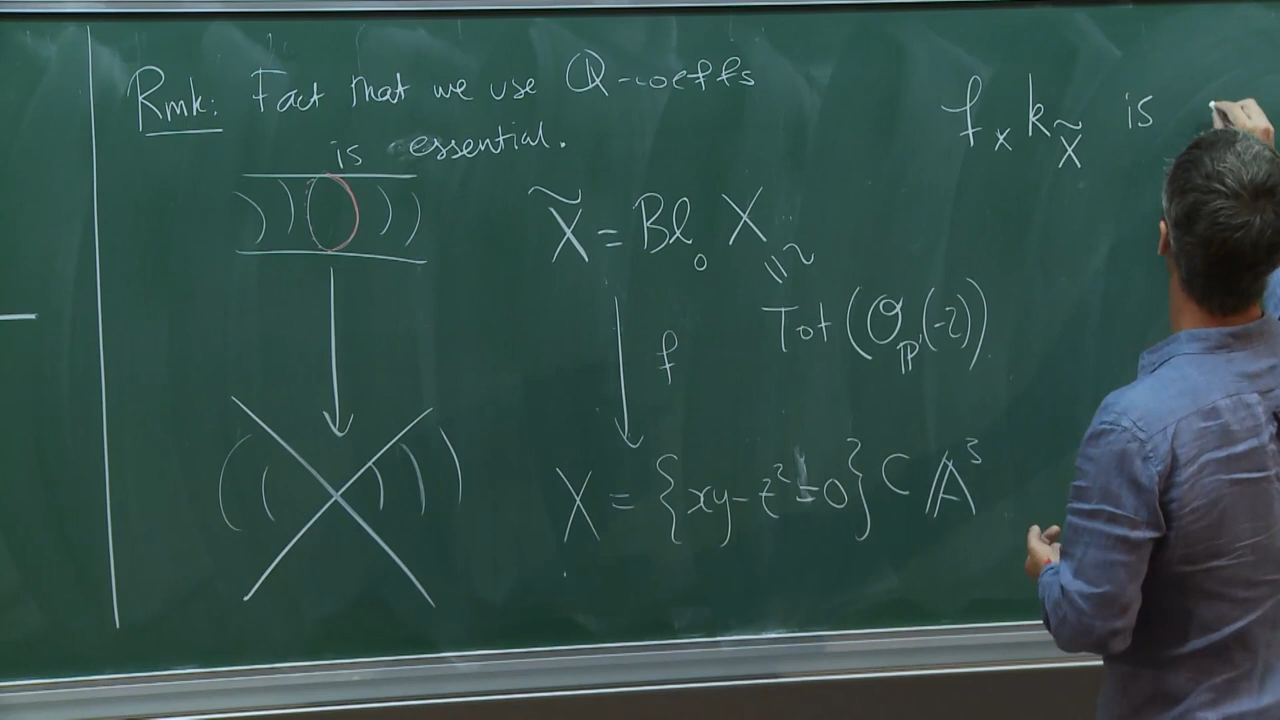 Rmk: Fact that we use ℚ-coeffs
is essential.
X̃ = Bl₀ X
≅
Tot(𝒪_ℙ¹(-2))
f
X = {xy - z² = 0} ⊂ 𝔸³
f_* k_X̃ is